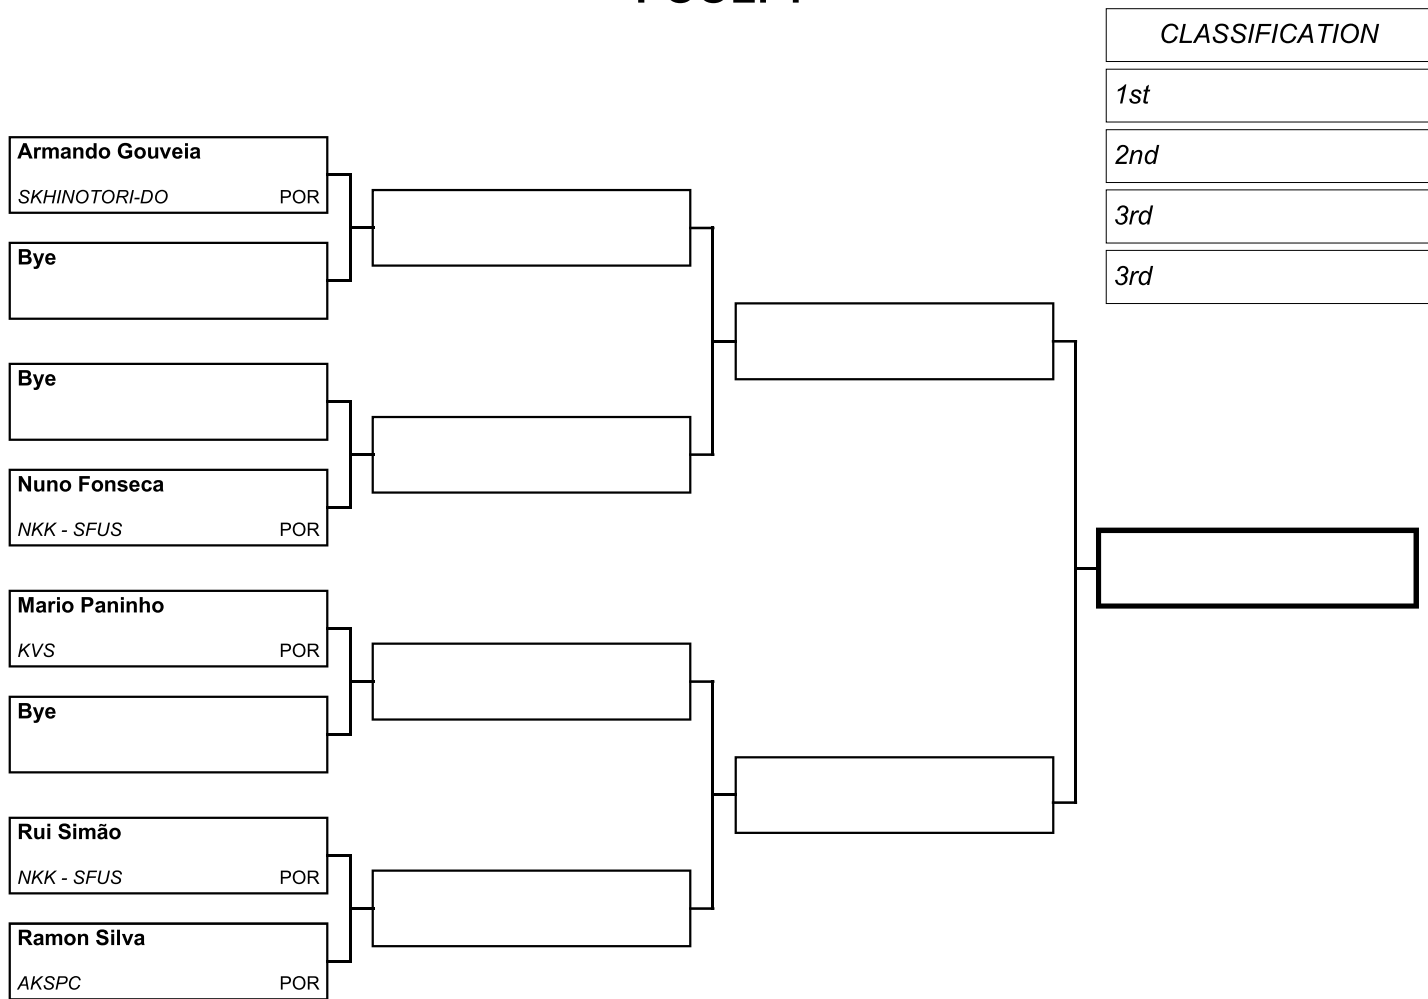 CLASSIFICATION
1st
2nd
3rd
3rd
Armando Gouveia
SKHINOTORI-DO POR
Bye
Bye
Nuno Fonseca
NKK - SFUS POR
Mario Paninho
KVS POR
Bye
Rui Simão
NKK - SFUS POR
Ramon Silva
AKSPC POR